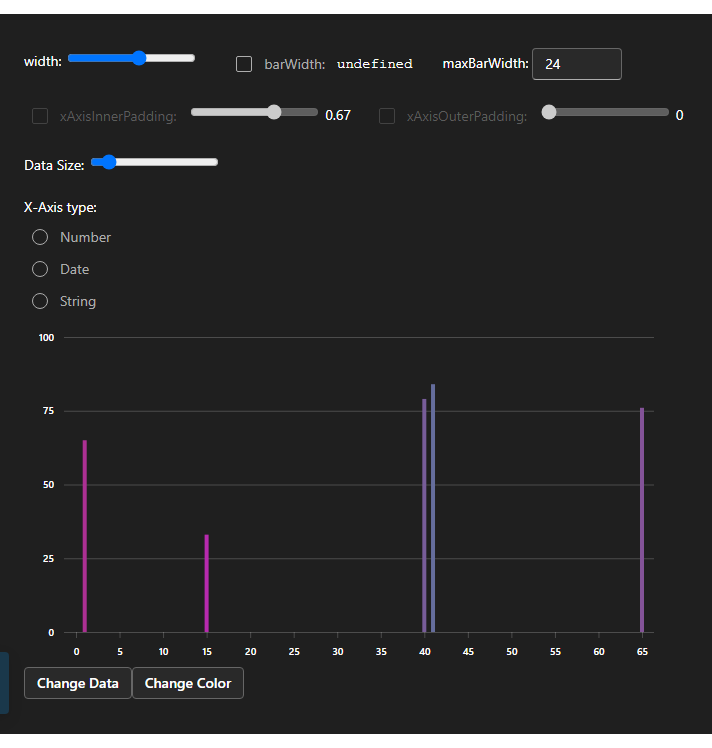 width: barWidth: undefined maxBarWidth: 24
xAxisInnerPadding: 0.67 xAxisOuterPadding: 0
Data Size:
X-Axis type:
Number
Date
String
100
75
50
25
0
0 5 10 15 20 25 30 35 40 45 50 55 60 65
Change Data Change Color